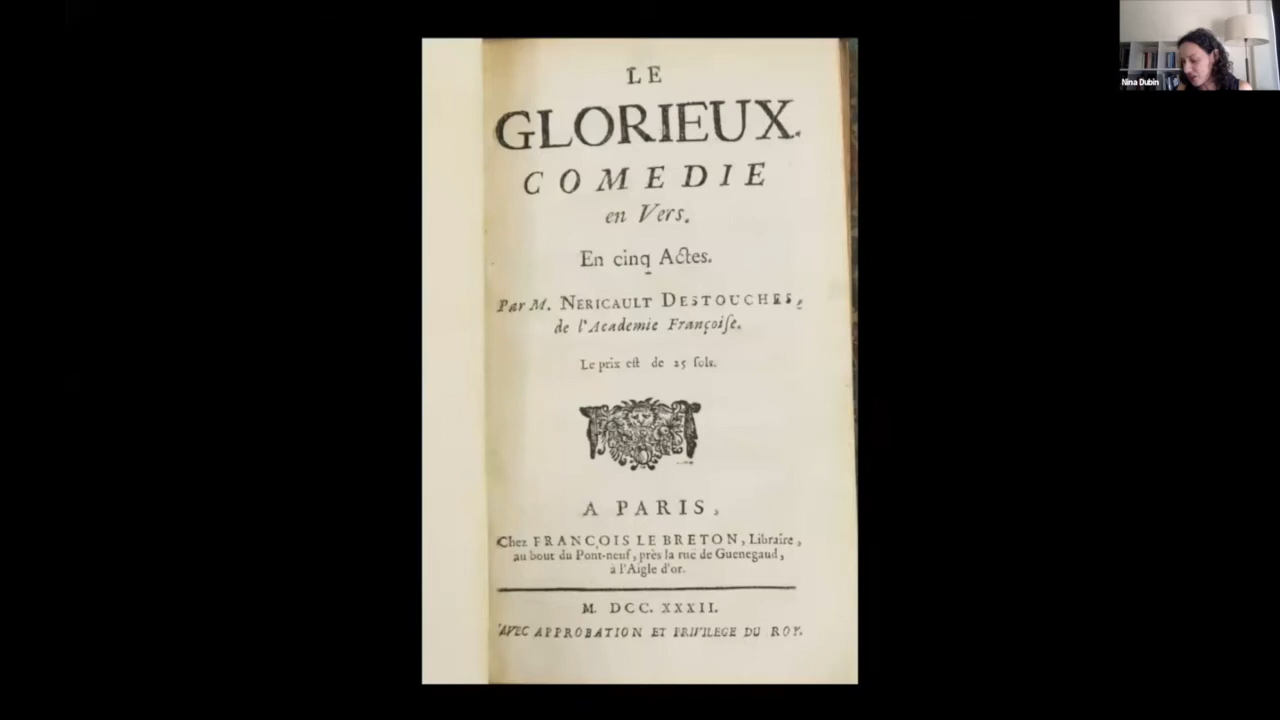 LE
GLORIEUX.
COMEDIE
en Vers.
En cinq Actes.
Par M. NERICAULT DESTOUCHES,
de l'Academie Françoiſe.
Le prix eſt de 25 ſols.
A PARIS,
Chez FRANÇOIS LE BRETON, Libraire,
au bout du Pont-neuf, près la ruë de Guenegaud,
à l'Aigle d'or.
M. DCC. XXXII.
AVEC APPROBATION ET PRIVILEGE DU ROY.
Nina Dubin